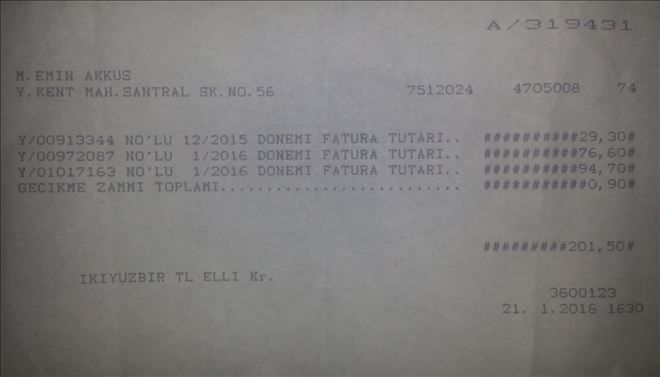 A/319431
M.EMIN AKKUS
Y.KENT MAH.SANTRAL SK.NO.56 7512024 4705008 74
Y/00913344 NO'LU 12/2015 DONEMI FATURA TUTARI.. ##########29,30#
Y/00972087 NO'LU 1/2016 DONEMI FATURA TUTARI.. ##########76,60#
Y/01017163 NO'LU 1/2016 DONEMI FATURA TUTARI.. ##########94,70#
GECIKME ZAMMI TOPLAMI.......................... ###########0,90#
#########201,50#
IKIYUZBIR TL ELLI Kr.
3600123
21. 1.2016 1630